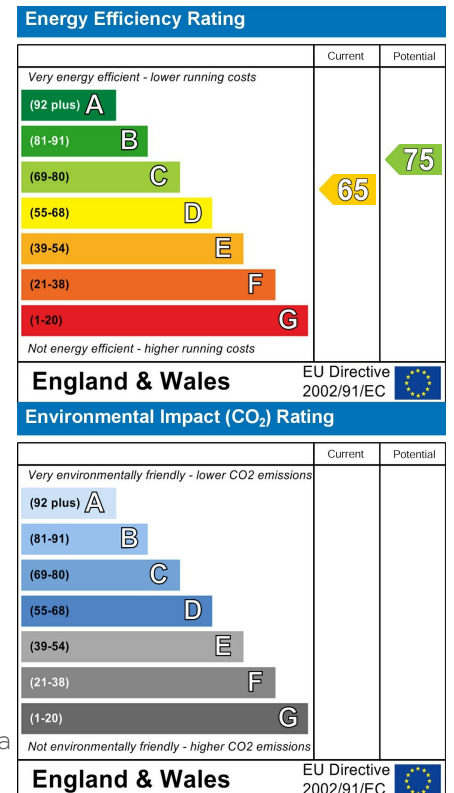 Energy Efficiency Rating
Current Potential
Very energy efficient - lower running costs
(92 plus) A
(81-91) B
75
(69-80) C
65
(55-68) D
(39-54) E
(21-38) F
(1-20) G
Not energy efficient - higher running costs
England & Wales
EU Directive
2002/91/EC
Environmental Impact (CO₂) Rating
Current Potential
Very environmentally friendly - lower CO2 emissions
(92 plus) A
(81-91) B
(69-80) C
(55-68) D
(39-54) E
(21-38) F
(1-20) G
a
Not environmentally friendly - higher CO2 emissions
England & Wales
EU Directive
2002/91/EC